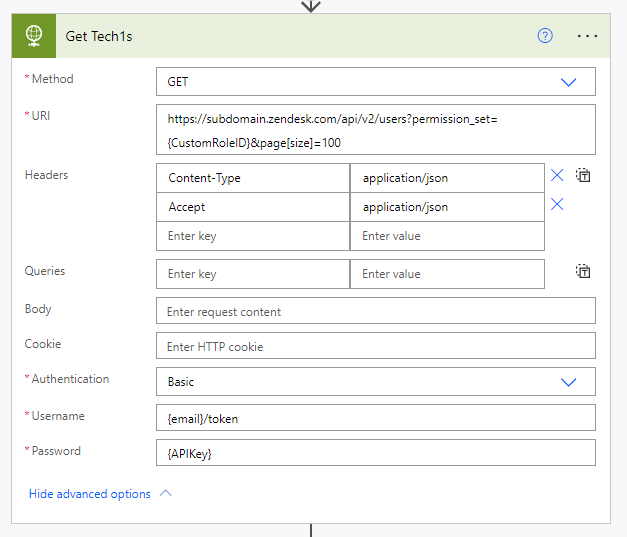 Get Tech1s
* Method
GET
* URI
https://subdomain.zendesk.com/api/v2/users?permission_set=
{CustomRoleID}&page[size]=100
Headers
Content-Type
application/json
Accept
application/json
Enter key
Enter value
Queries
Enter key
Enter value
Body
Enter request content
Cookie
Enter HTTP cookie
* Authentication
Basic
* Username
{email}/token
* Password
{APIKey}
Hide advanced options